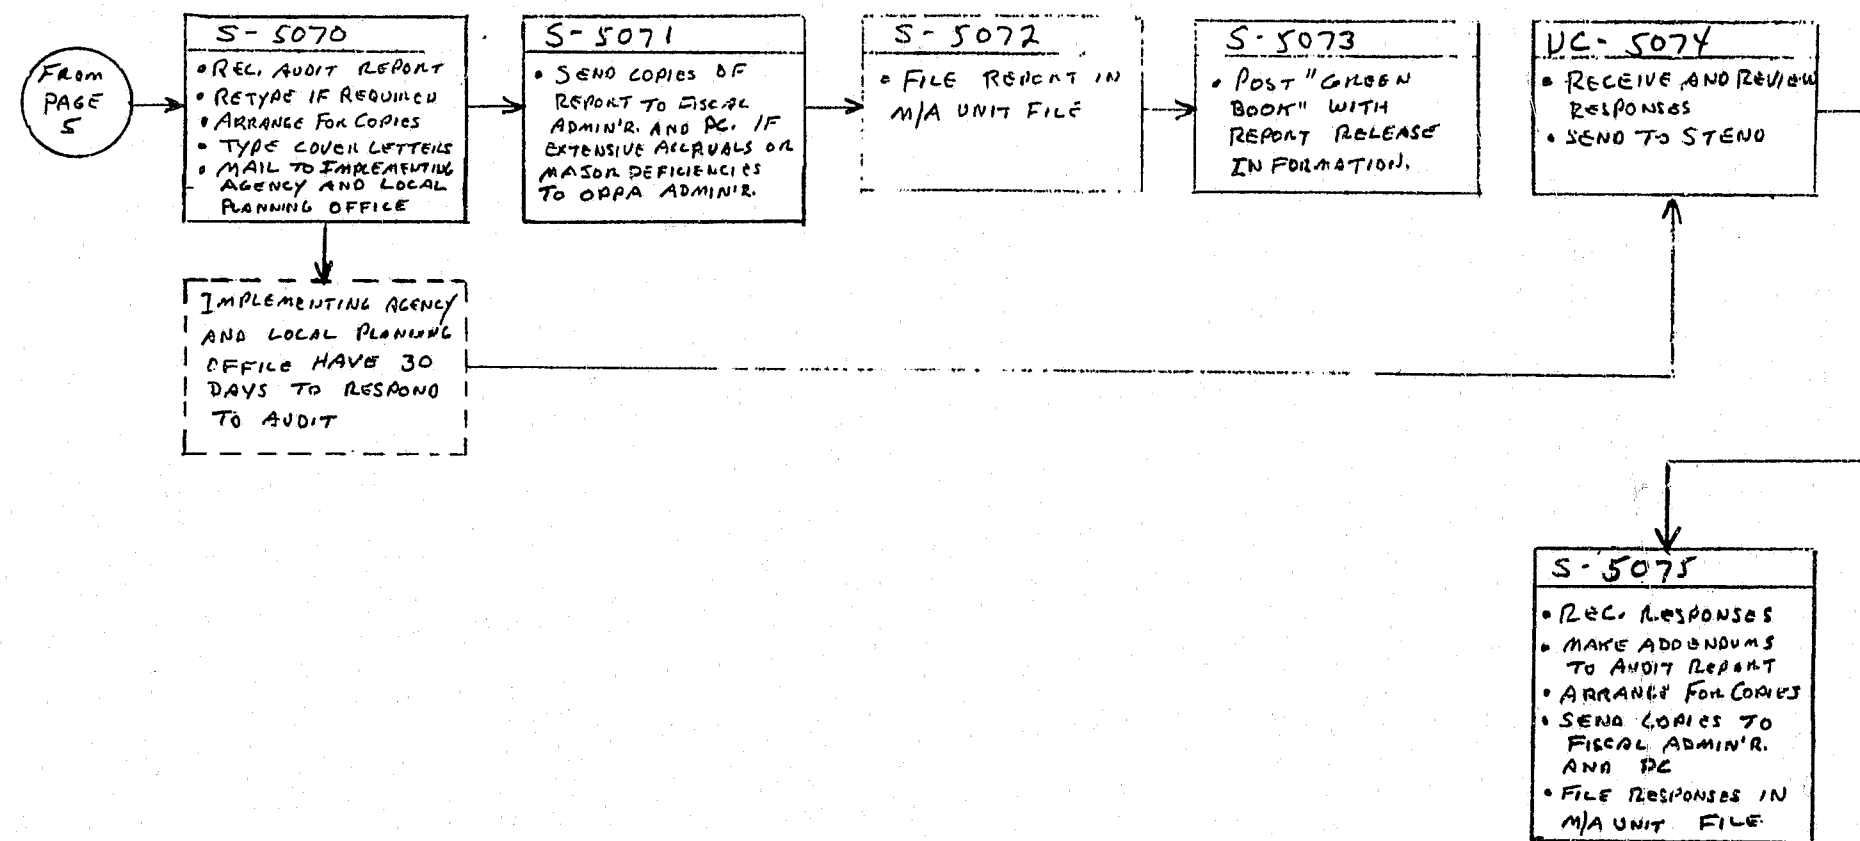 FROM
PAGE
5
S-5070
• REC. AUDIT REPORT
• RETYPE IF REQUIRED
• ARRANGE FOR COPIES
• TYPE COVER LETTERS
• MAIL TO IMPLEMENTING
AGENCY AND LOCAL
PLANNING OFFICE
S-5071
• SEND COPIES OF
REPORT TO FISCAL
ADMIN'R. AND DC. IF
EXTENSIVE ACCRUALS OR
MAJOR DEFICIENCIES
TO OPPA ADMIN'R.
S-5072
• FILE REPORT IN
M/A UNIT FILE
S-5073
• POST "GREEN
BOOK" WITH
REPORT RELEASE
INFORMATION.
UC-5074
• RECEIVE AND REVIEW
RESPONSES
• SEND TO STENO
IMPLEMENTING AGENCY
AND LOCAL PLANNING
OFFICE HAVE 30
DAYS TO RESPOND
TO AUDIT
S-5075
• REC. RESPONSES
• MAKE ADDENDUMS
TO AUDIT REPORT
• ARRANGE FOR COPIES
• SEND COPIES TO
FISCAL ADMIN'R.
AND DC
• FILE RESPONSES IN
M/A UNIT FILE